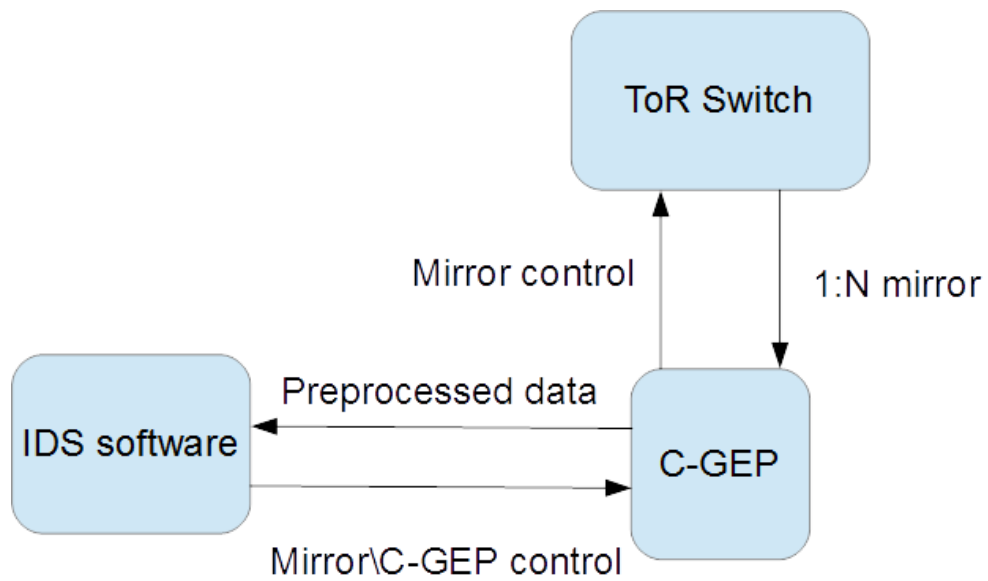 ToR Switch
Mirror control
1:N mirror
Preprocessed data
IDS software
C-GEP
Mirror\C-GEP control